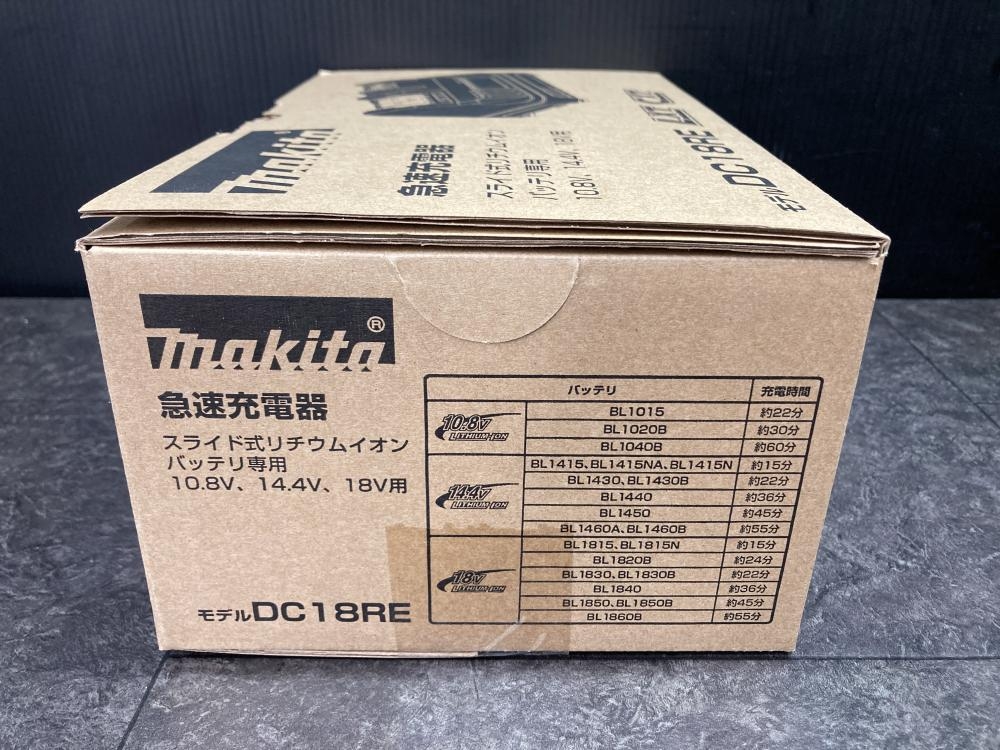 makita
急速充電器
スライド式リチウムイオン
バッテリ専用
10.8V、14.4V、18V用
モデルDC18RE
makita®
急速充電器
スライド式リチウムイオン
バッテリ専用
10.8V、14.4V、18V用
モデルDC18RE
バッテリ 充電時間
10.8V LITHIUM-ION
BL1015 約22分
BL1020B 約30分
BL1040B 約60分
14.4V LITHIUM-ION
BL1415、BL1415NA、BL1415N 約15分
BL1430、BL1430B 約22分
BL1440 約36分
BL1450 約45分
BL1460A、BL1460B 約55分
18V LITHIUM-ION
BL1815、BL1815N 約15分
BL1820B 約24分
BL1830、BL1830B 約22分
BL1840 約36分
BL1850、BL1850B 約45分
BL1860B 約55分